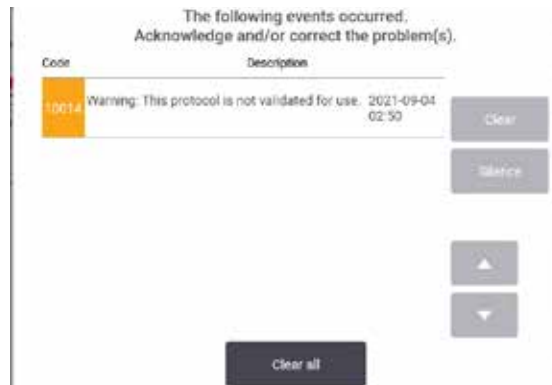 The following events occurred.
Acknowledge and/or correct the problem(s).
Code Description
10014 Warning: This protocol is not validated for use. 2021-09-04
02:50
Clear
Silence
Clear all